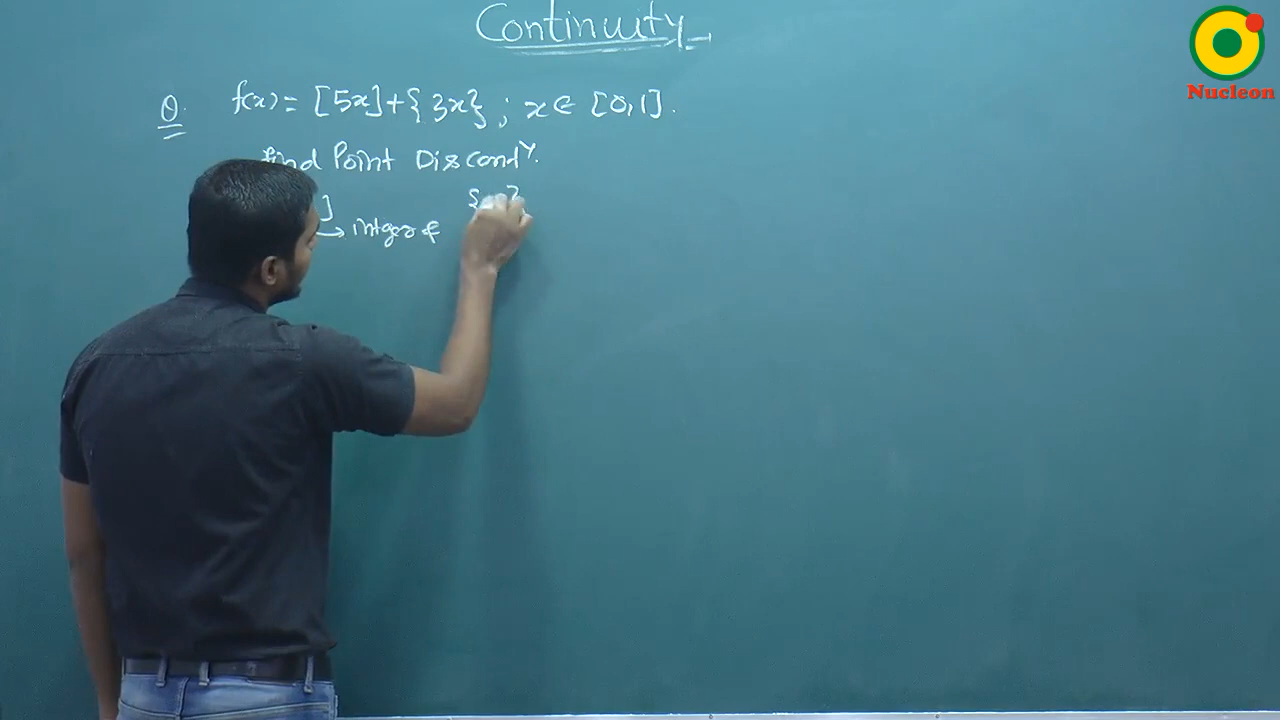 Continuity
Nucleon
Q f(x) = [5x]+{3x} ; x ∈ [0,1].
find Point Discont^y.
]
→ integer